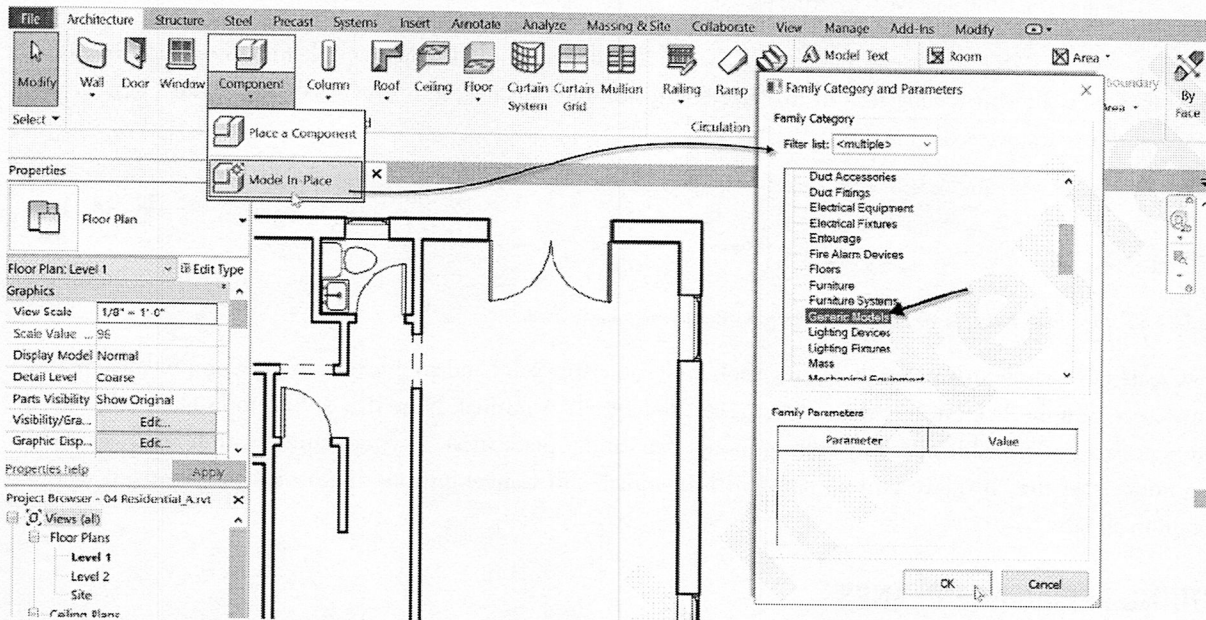 File Architecture Structure Steel Precast Systems Insert Annotate Analyze Massing & Site Collaborate View Manage Add-Ins Modify
Modify Wall Door Window Component Column Roof Ceiling Floor Curtain System Curtain Grid Mullion Railing Ramp
Model Text Room Area
Boundary
Area
By Face
Select
Circulation
Place a Component
Model In-Place
Properties
Floor Plan
Floor Plan: Level 1 Edit Type
Graphics
View Scale 1/8" = 1'-0"
Scale Value ... 96
Display Model Normal
Detail Level Coarse
Parts Visibility Show Original
Visibility/Gra... Edit...
Graphic Disp... Edit...
Properties help Apply
Project Browser - 04 Residential_A.rvt
Views (all)
Floor Plans
Level 1
Level 2
Site
Ceiling Plans
Family Category and Parameters
Family Category
Filter list: <multiple>
Duct Accessories
Duct Fittings
Electrical Equipment
Electrical Fixtures
Entourage
Fire Alarm Devices
Floors
Furniture
Furniture Systems
Generic Models
Lighting Devices
Lighting Fixtures
Mass
Mechanical Equipment
Family Parameters
Parameter Value
OK Cancel